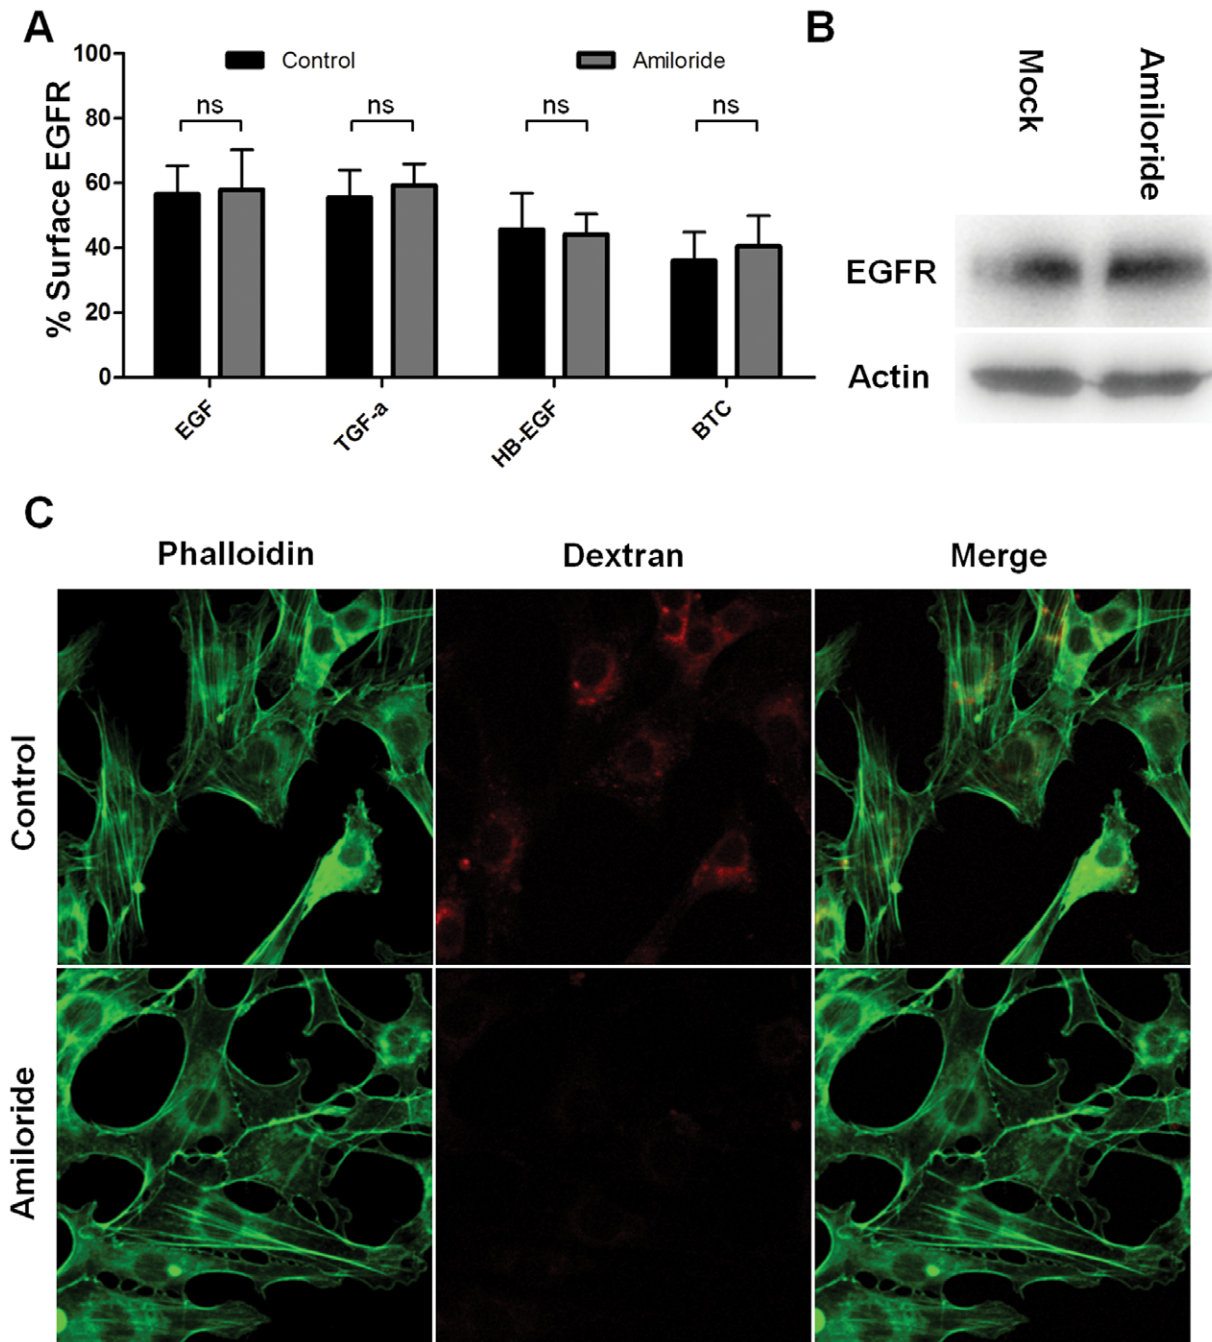 A
100
80
60
40
20
0
% Surface EGFR
Control
Amiloride
ns
ns
ns
ns
EGF
TGF-a
HB-EGF
BTC
B
Mock
Amiloride
EGFR
Actin
C
Phalloidin
Dextran
Merge
Control
Amiloride